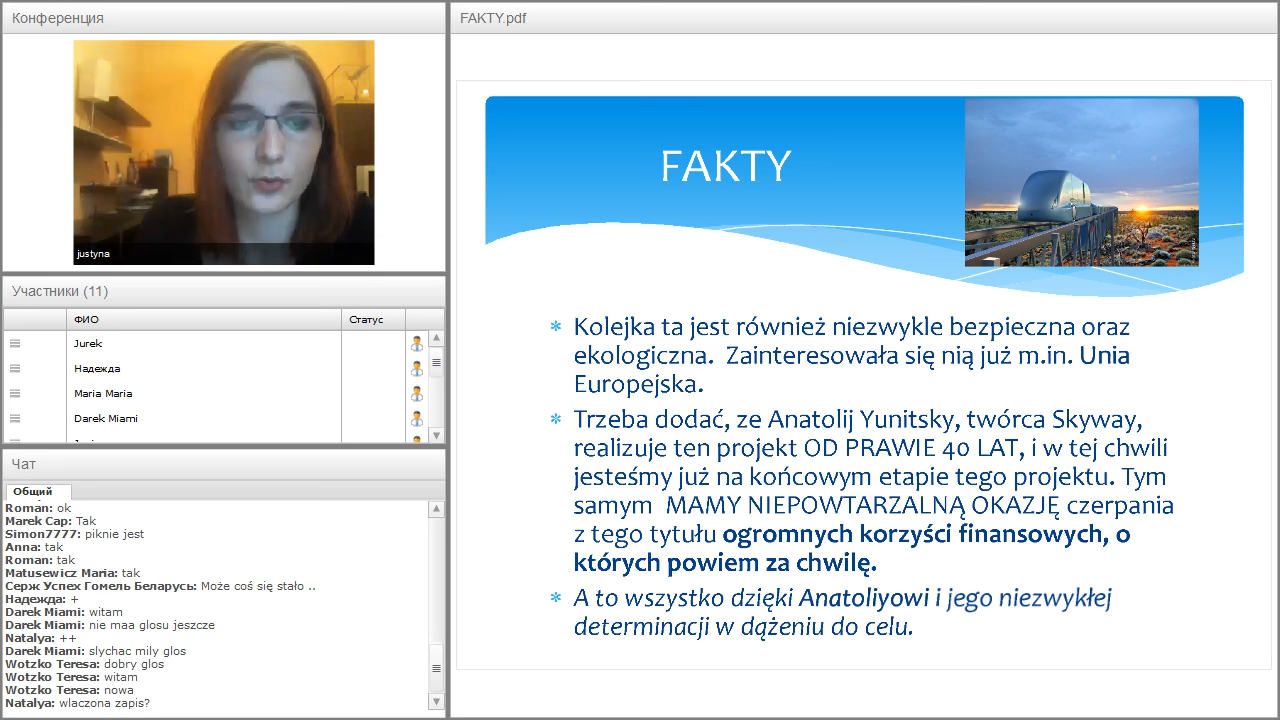 Конференция
justyna
Участники (11)
ФИО
Статус
Jurek
Надежда
Maria Maria
Darek Miami
Чат
Общий
Roman: ok
Marek Cap: Tak
Simon7777: piknie jest
Anna: tak
Roman: tak
Matusewicz Maria: tak
Серж Успех Гомель Беларусь: Może coś się stało ..
Надежда: +
Darek Miami: witam
Darek Miami: nie maa glosu jeszcze
Natalya: ++
Darek Miami: slychac mily glos
Wotzko Teresa: dobry glos
Wotzko Teresa: witam
Wotzko Teresa: nowa
Natalya: wlaczona zapis?
FAKTY.pdf
FAKTY
* Kolejka ta jest również niezwykle bezpieczna oraz
ekologiczna. Zainteresowała się nią już m.in. Unia
Europejska.
* Trzeba dodać, ze Anatolij Yunitsky, twórca Skyway,
realizuje ten projekt OD PRAWIE 40 LAT, i w tej chwili
jesteśmy już na końcowym etapie tego projektu. Tym
samym MAMY NIEPOWTARZALNĄ OKAZJĘ czerpania
z tego tytułu ogromnych korzyści finansowych, o
których powiem za chwilę.
* A to wszystko dzięki Anatoliyowi i jego niezwykłej
determinacji w dążeniu do celu.